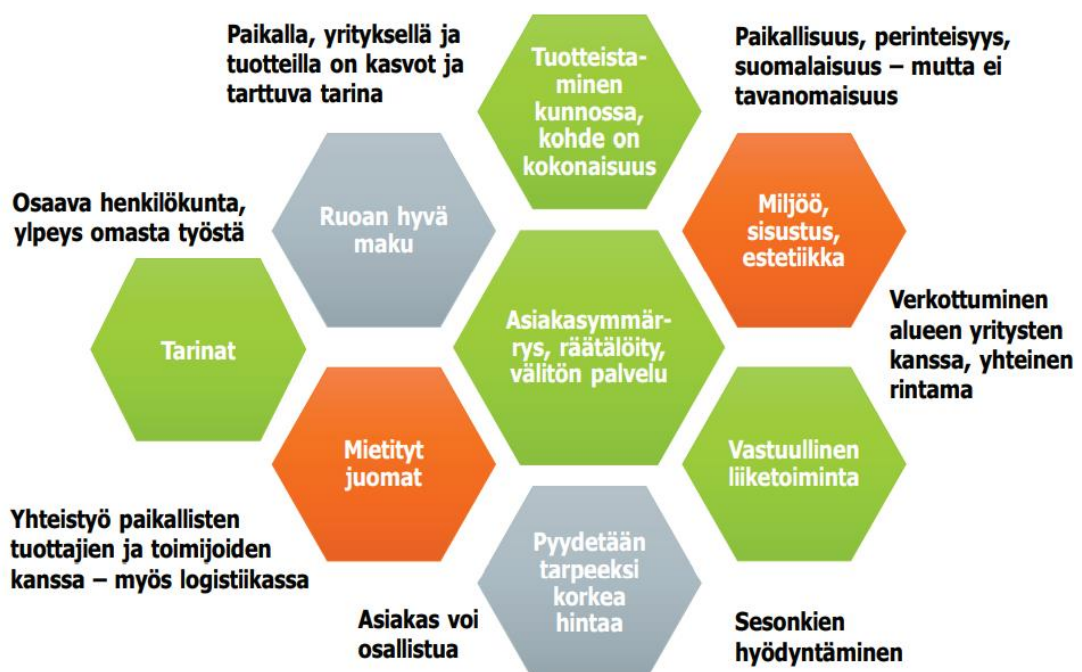 Paikalla, yrityksellä ja
tuotteilla on kasvot ja
tarttuva tarina
Tuotteista-
minen
kunnossa,
kohde on
kokonaisuus
Paikallisuus, perinteisyys,
suomalaisuus – mutta ei
tavanomaisuus
Osaava henkilökunta,
ylpeys omasta työstä
Ruoan hyvä
maku
Miljöö,
sisustus,
estetiikka
Tarinat
Asiakasymmär-
rys, räätälöity,
välitön palvelu
Verkottuminen
alueen yritysten
kanssa, yhteinen
rintama
Mietityt
juomat
Vastuullinen
liiketoiminta
Yhteistyö paikallisten
tuottajien ja toimijoiden
kanssa – myös logistiikassa
Pyydetään
tarpeeksi
korkea
hintaa
Asiakas voi
osallistua
Sesonkien
hyödyntäminen